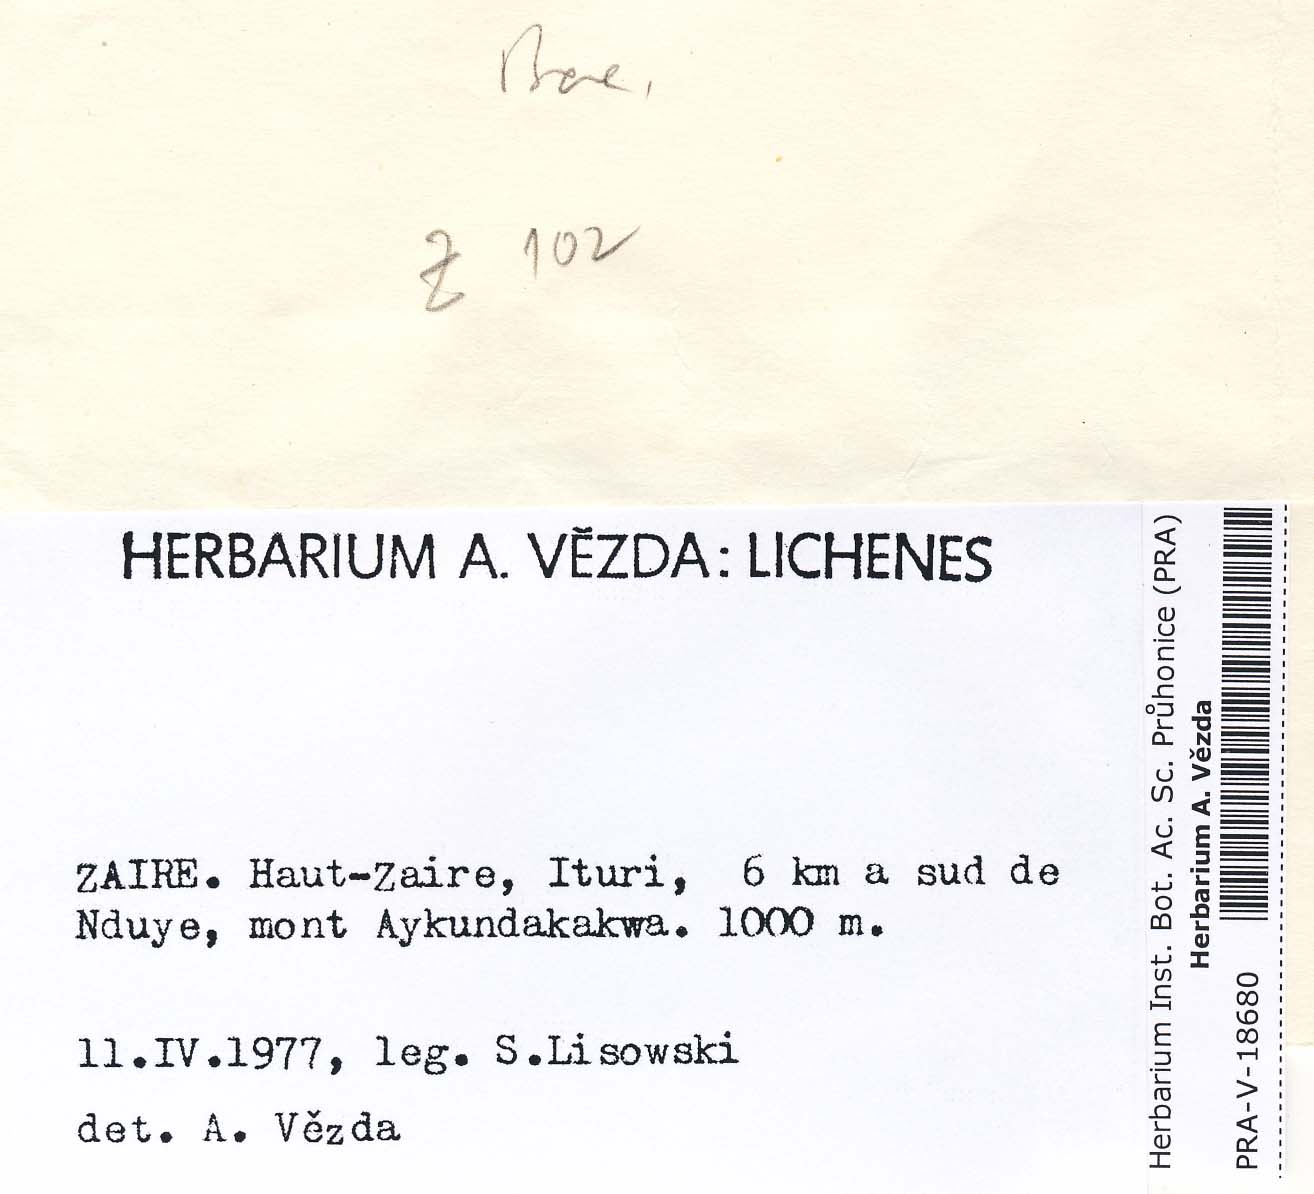 Z 102
HERBARIUM A. VĚZDA: LICHENES
ZAIRE. Haut-Zaire, Ituri, 6 km a sud de
Nduye, mont Aykundakakwa. 1000 m.
11.IV.1977, leg. S.Lisowski
det. A. Vězda
Herbarium Inst. Bot. Ac. Sc. Průhonice (PRA)
Herbarium A. Vězda
PRA-V-18680